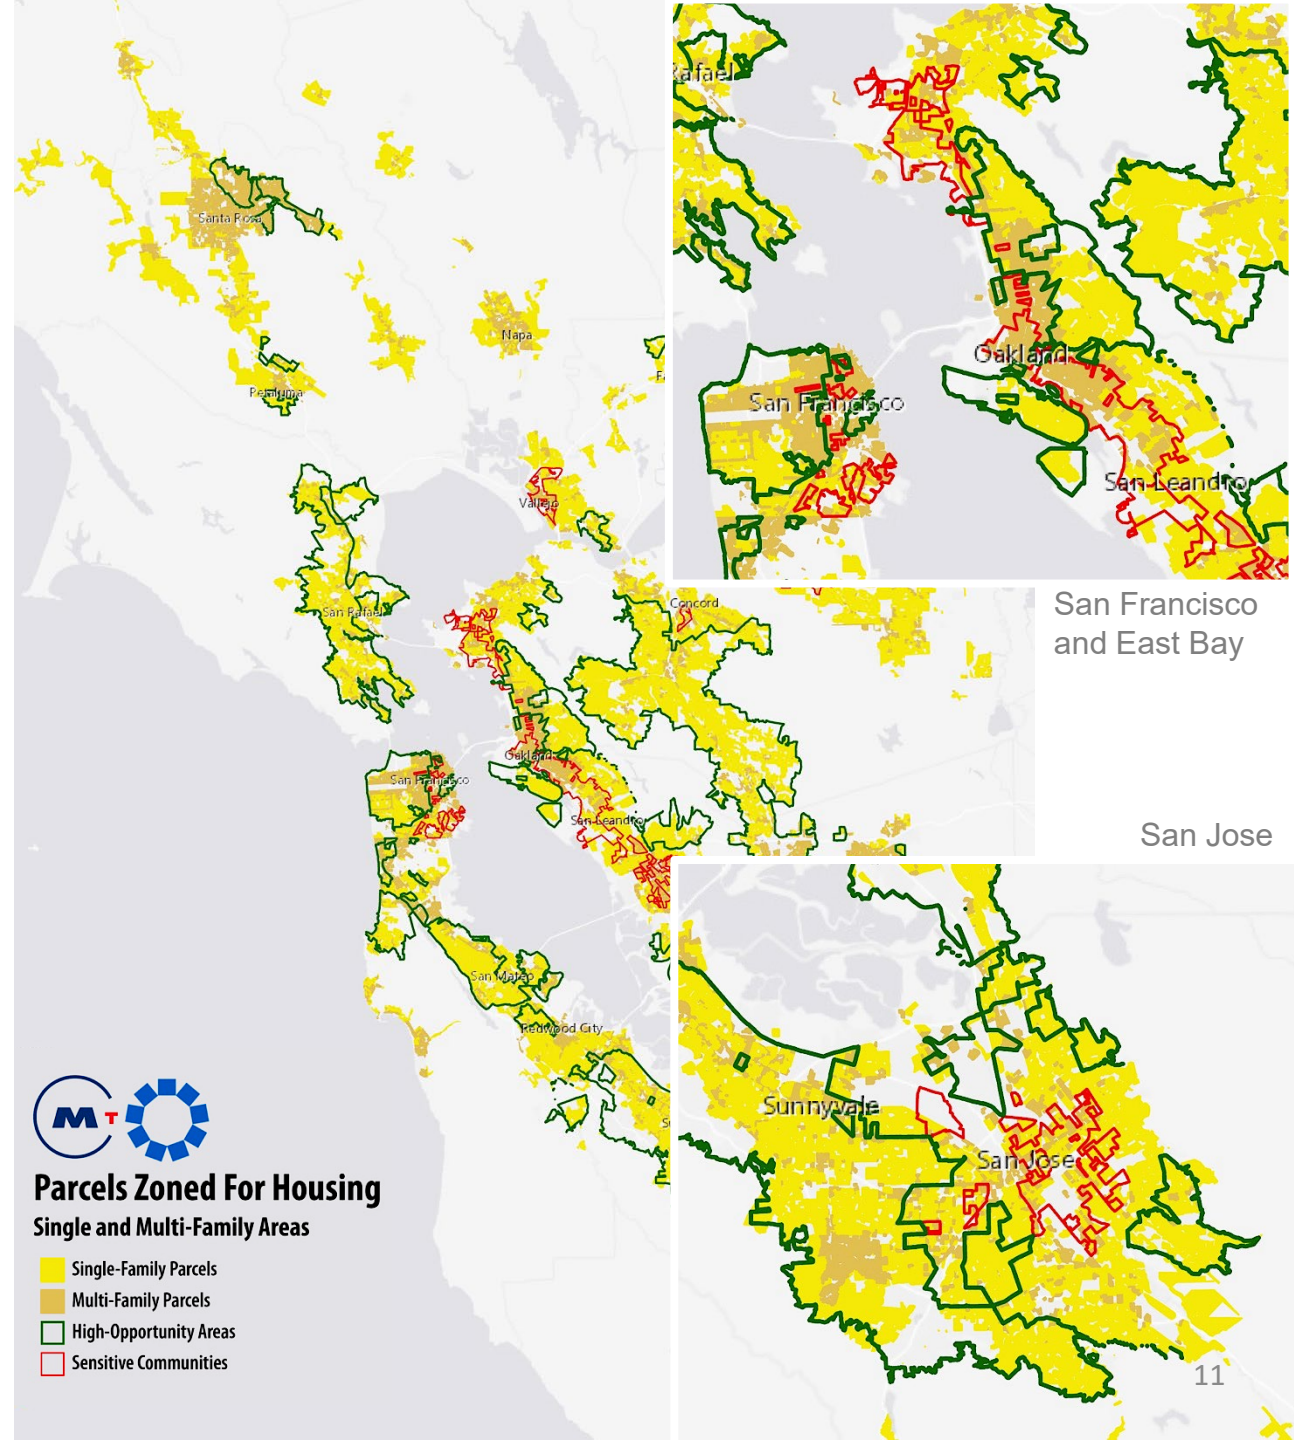 Santa Rosa
Napa
Petaluma
Vallejo
San Rafael
Concord
Oakland
San Francisco
San Leandro
San Mateo
Redwood City
Rafael
Oakland
San Francisco
San Leandro
San Francisco
and East Bay
San Jose
Sunnyvale
San Jose
M T
Parcels Zoned For Housing
Single and Multi-Family Areas
Single-Family Parcels
Multi-Family Parcels
High-Opportunity Areas
Sensitive Communities
11